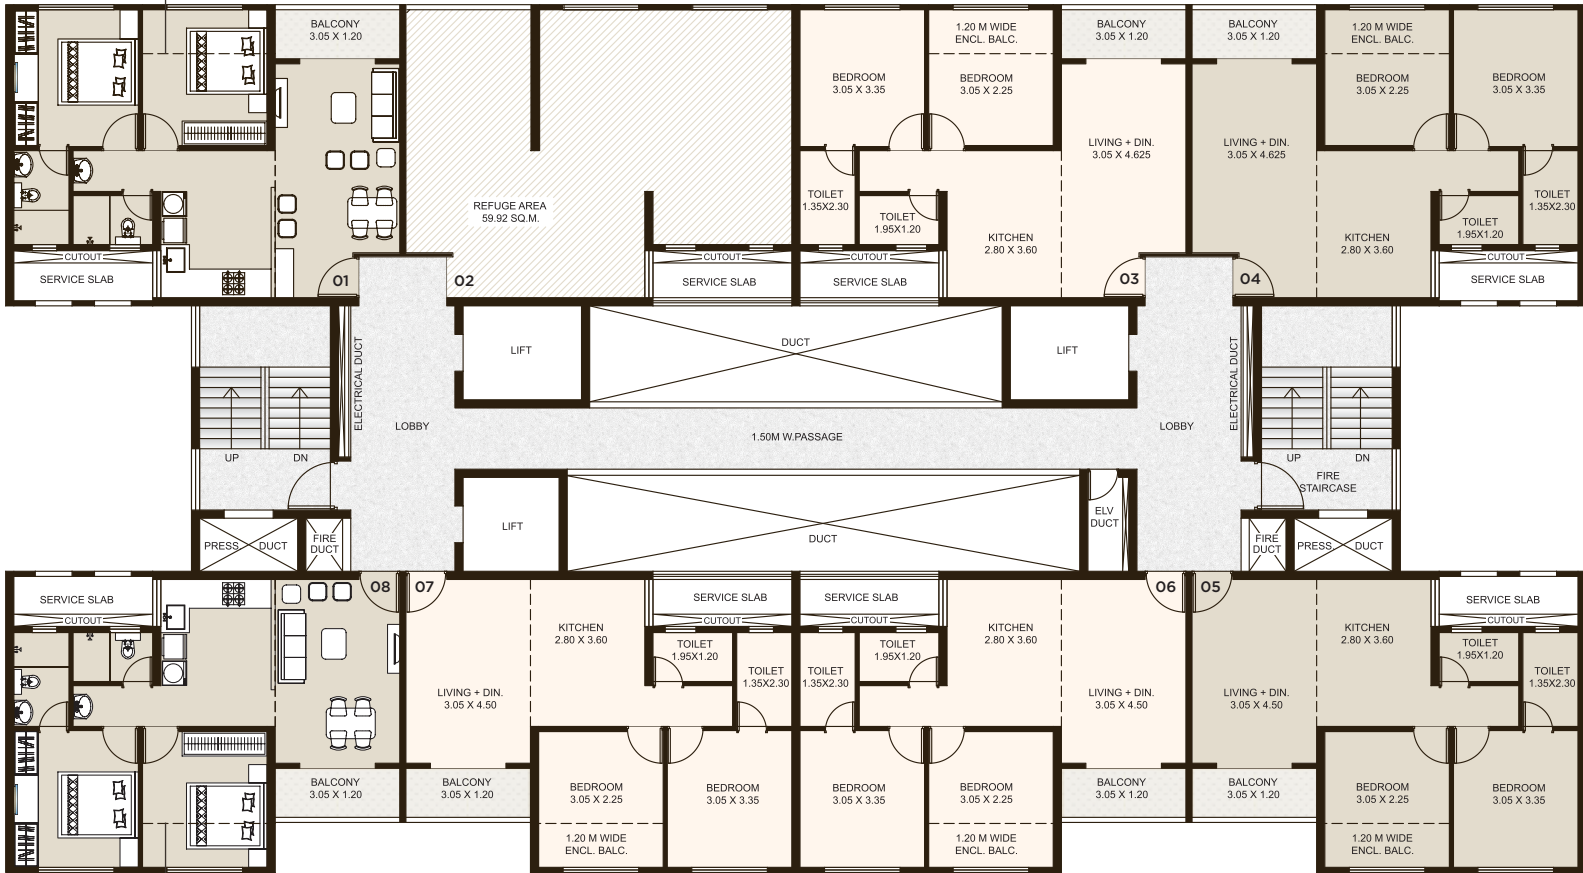 BALCONY
3.05 X 1.20
REFUGE AREA
59.92 SQ.M.
CUTOUT
SERVICE SLAB
01
02
CUTOUT
SERVICE SLAB
BEDROOM
3.05 X 3.35
1.20 M WIDE
ENCL. BALC.
BEDROOM
3.05 X 2.25
BALCONY
3.05 X 1.20
LIVING + DIN.
3.05 X 4.625
TOILET
1.35X2.30
TOILET
1.95X1.20
KITCHEN
2.80 X 3.60
CUTOUT
SERVICE SLAB
03
BALCONY
3.05 X 1.20
1.20 M WIDE
ENCL. BALC.
BEDROOM
3.05 X 2.25
BEDROOM
3.05 X 3.35
LIVING + DIN.
3.05 X 4.625
TOILET
1.35X2.30
TOILET
1.95X1.20
KITCHEN
2.80 X 3.60
CUTOUT
SERVICE SLAB
04
ELECTRICAL DUCT
LIFT
DUCT
LIFT
ELECTRICAL DUCT
LOBBY
1.50M W.PASSAGE
LOBBY
UP
DN
UP
DN
FIRE
STAIRCASE
PRESS. DUCT
FIRE
DUCT
LIFT
DUCT
ELV
DUCT
FIRE
DUCT
PRESS. DUCT
08
07
06
05
SERVICE SLAB
CUTOUT
BALCONY
3.05 X 1.20
KITCHEN
2.80 X 3.60
SERVICE SLAB
CUTOUT
TOILET
1.95X1.20
TOILET
1.35X2.30
LIVING + DIN.
3.05 X 4.50
BALCONY
3.05 X 1.20
BEDROOM
3.05 X 2.25
1.20 M WIDE
ENCL. BALC.
BEDROOM
3.05 X 3.35
SERVICE SLAB
CUTOUT
TOILET
1.35X2.30
TOILET
1.95X1.20
KITCHEN
2.80 X 3.60
LIVING + DIN.
3.05 X 4.50
BEDROOM
3.05 X 3.35
BEDROOM
3.05 X 2.25
1.20 M WIDE
ENCL. BALC.
BALCONY
3.05 X 1.20
KITCHEN
2.80 X 3.60
SERVICE SLAB
CUTOUT
TOILET
1.95X1.20
TOILET
1.35X2.30
LIVING + DIN.
3.05 X 4.50
BALCONY
3.05 X 1.20
BEDROOM
3.05 X 2.25
1.20 M WIDE
ENCL. BALC.
BEDROOM
3.05 X 3.35